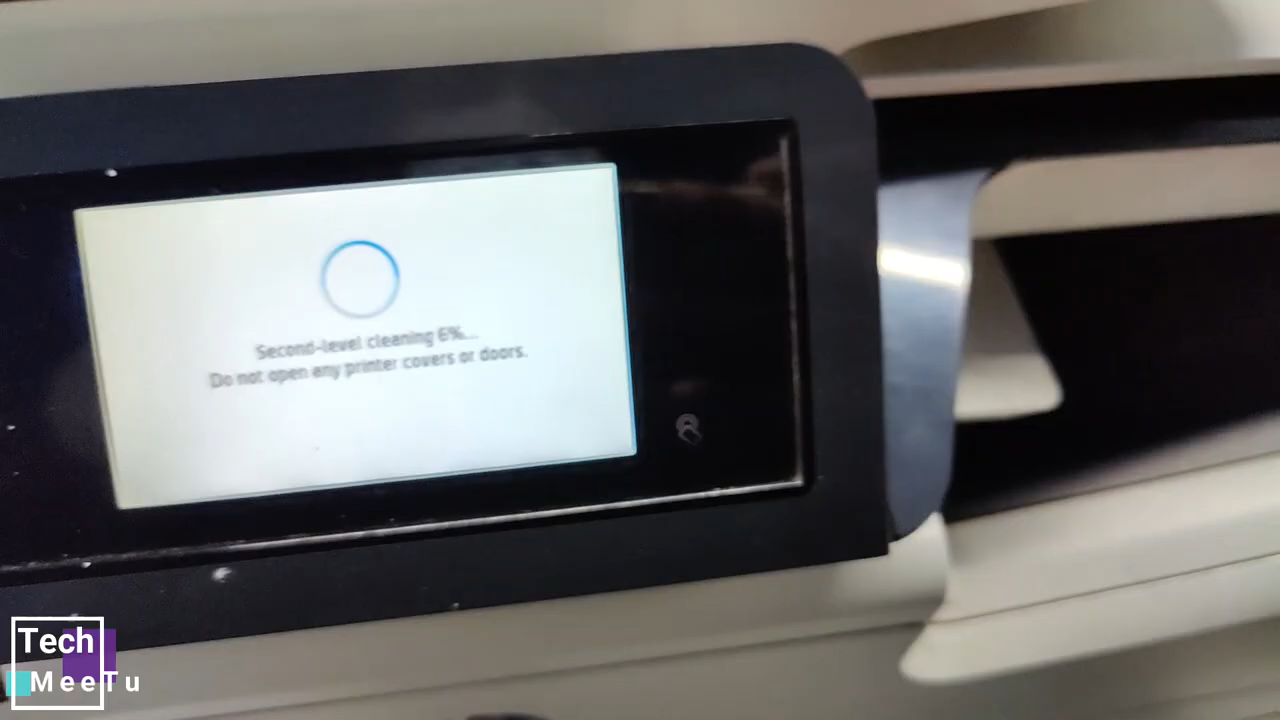 Second-level cleaning 6%...
Do not open any printer covers or doors.
Tech
MeeTu